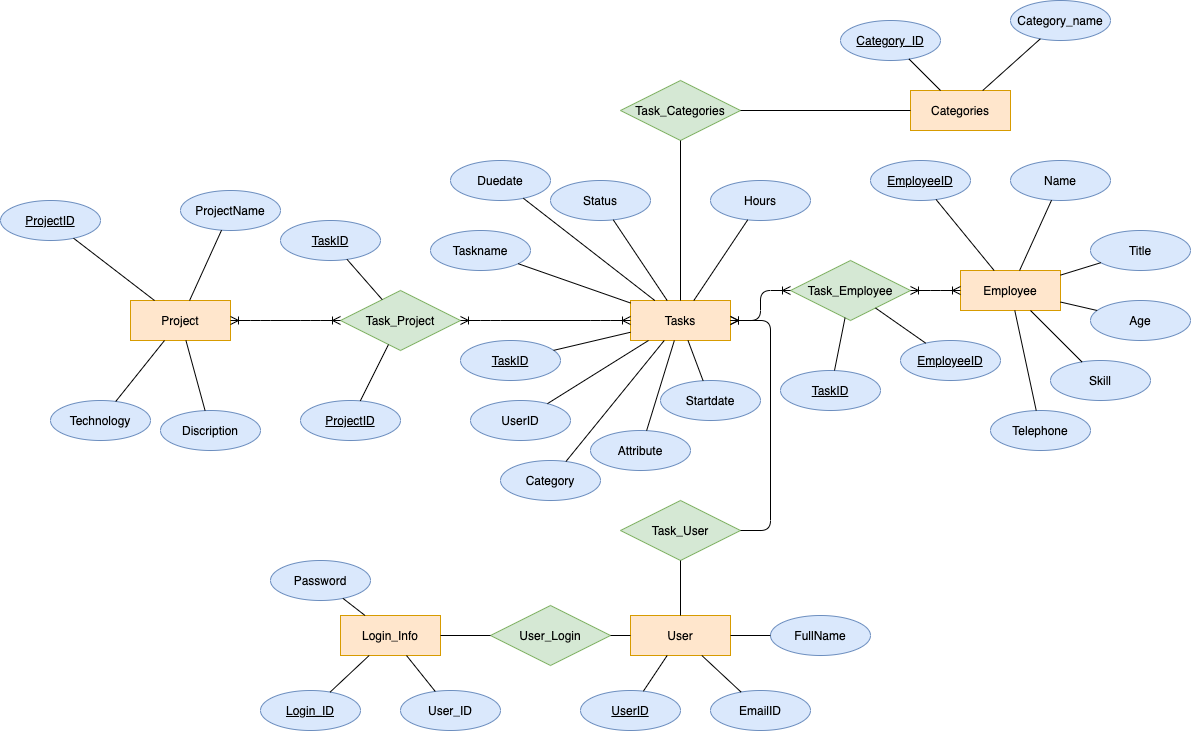 Category_name
Category_ID
Task_Categories
Categories
Duedate
Status
Hours
EmployeeID
Name
ProjectID
ProjectName
TaskID
Taskname
Title
Project
Task_Project
Tasks
Task_Employee
Employee
Age
TaskID
EmployeeID
TaskID
Skill
Startdate
Technology
Discription
ProjectID
UserID
Attribute
Telephone
Category
Task_User
Password
Login_Info
User_Login
User
FullName
Login_ID
User_ID
UserID
EmailID